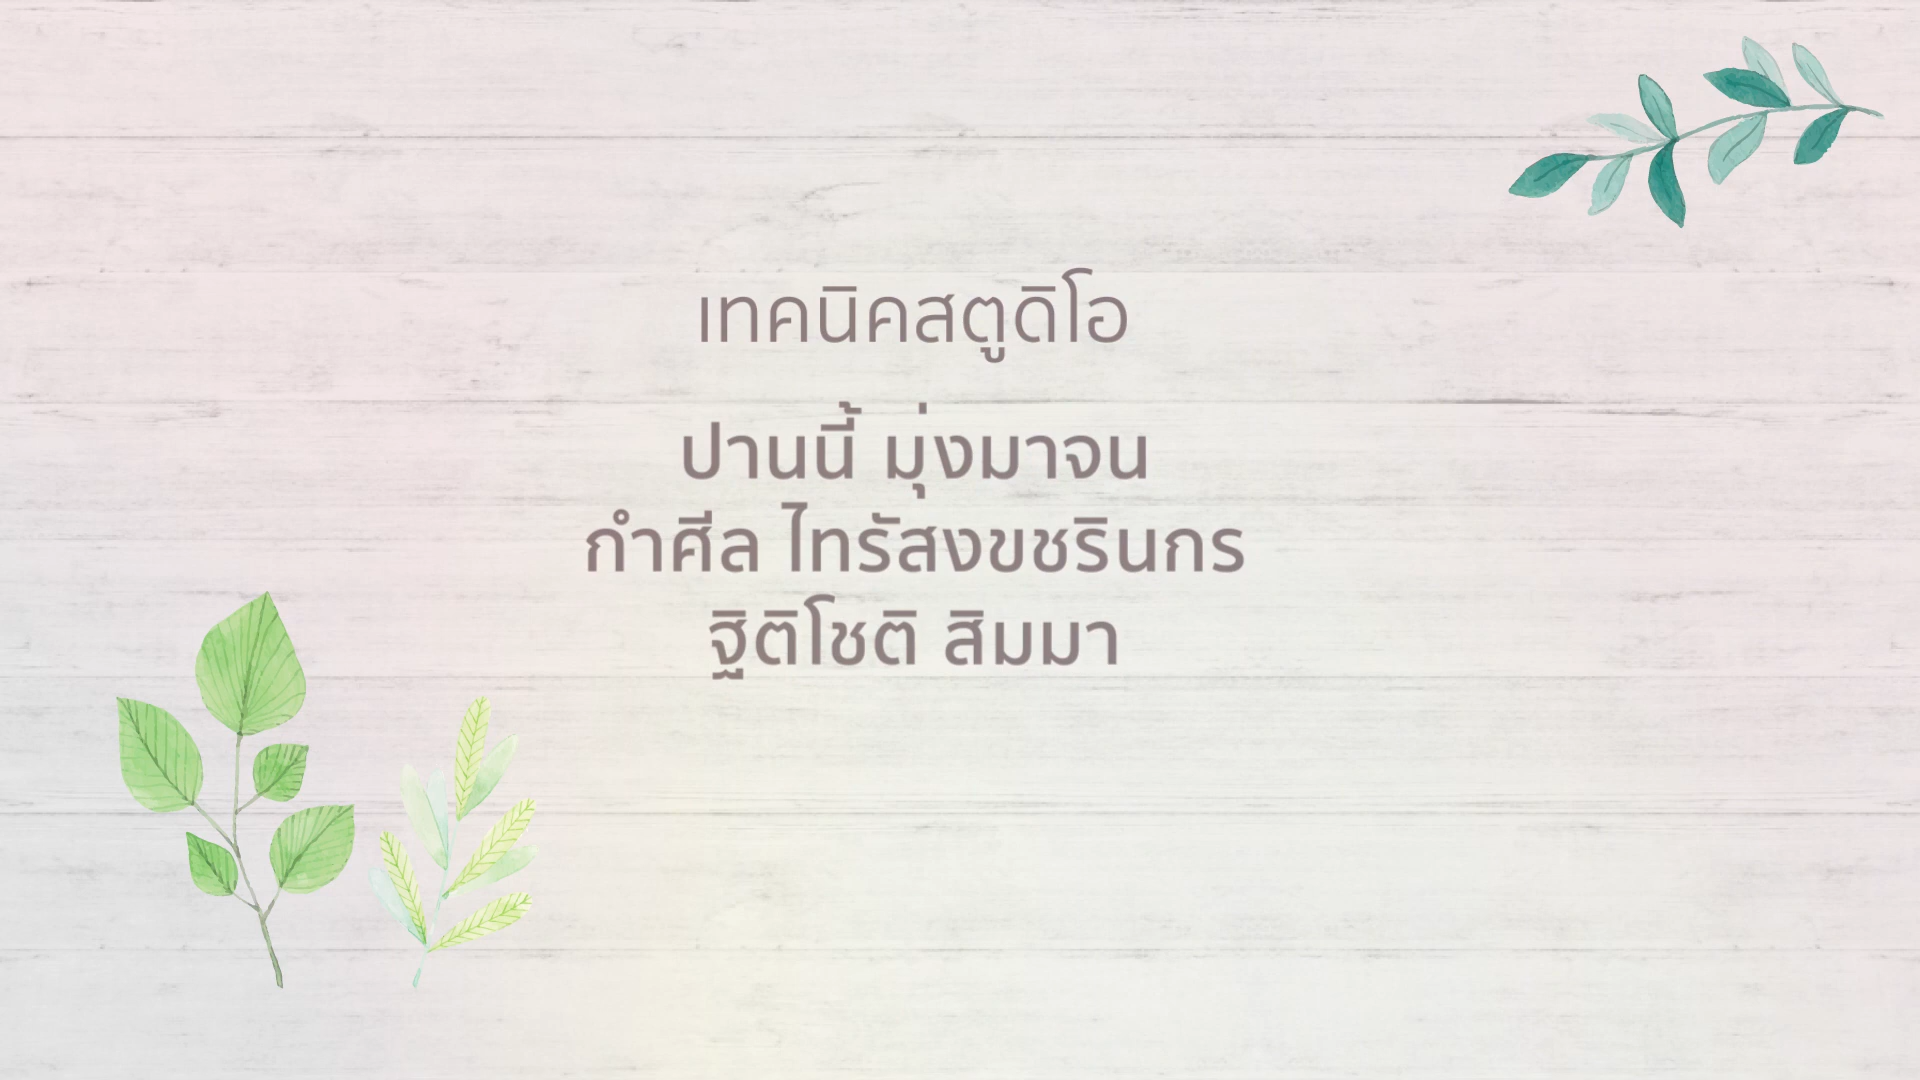 เทคนิคสตูดิโอ
ปานนี้ มุ่งมาจน
กำศีล ไทรัสงขชรินกร
ฐิติโชติ สิมมา